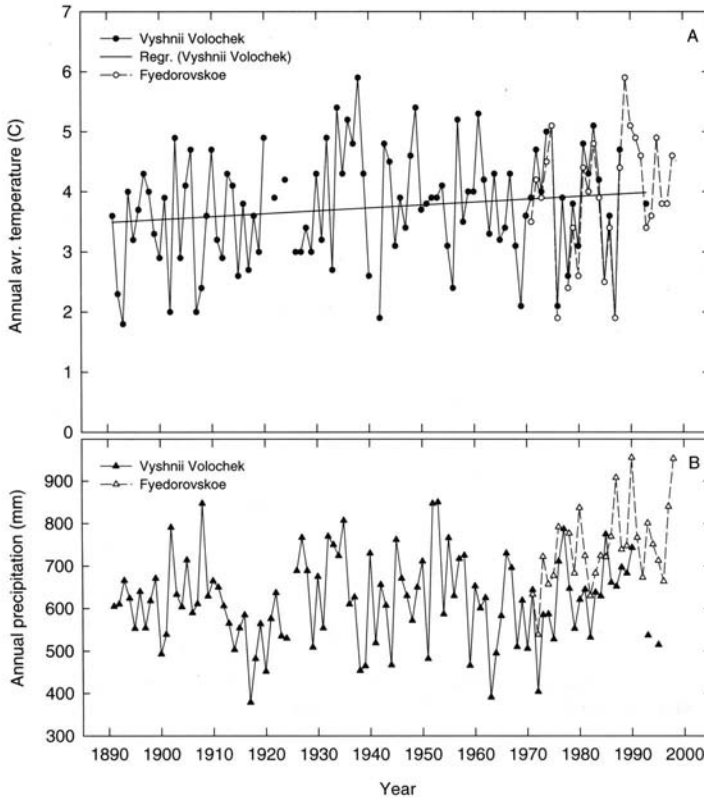 7
6
5
4
3
2
1
0
Annual avr. temperature (C)
Vyshnii Volochek
Regr. (Vyshnii Volochek)
Fyedorovskoe
A
900
800
700
600
500
400
300
Annual precipitation (mm)
Vyshnii Volochek
Fyedorovskoe
B
1890 1900 1910 1920 1930 1940 1950 1960 1970 1980 1990 2000
Year